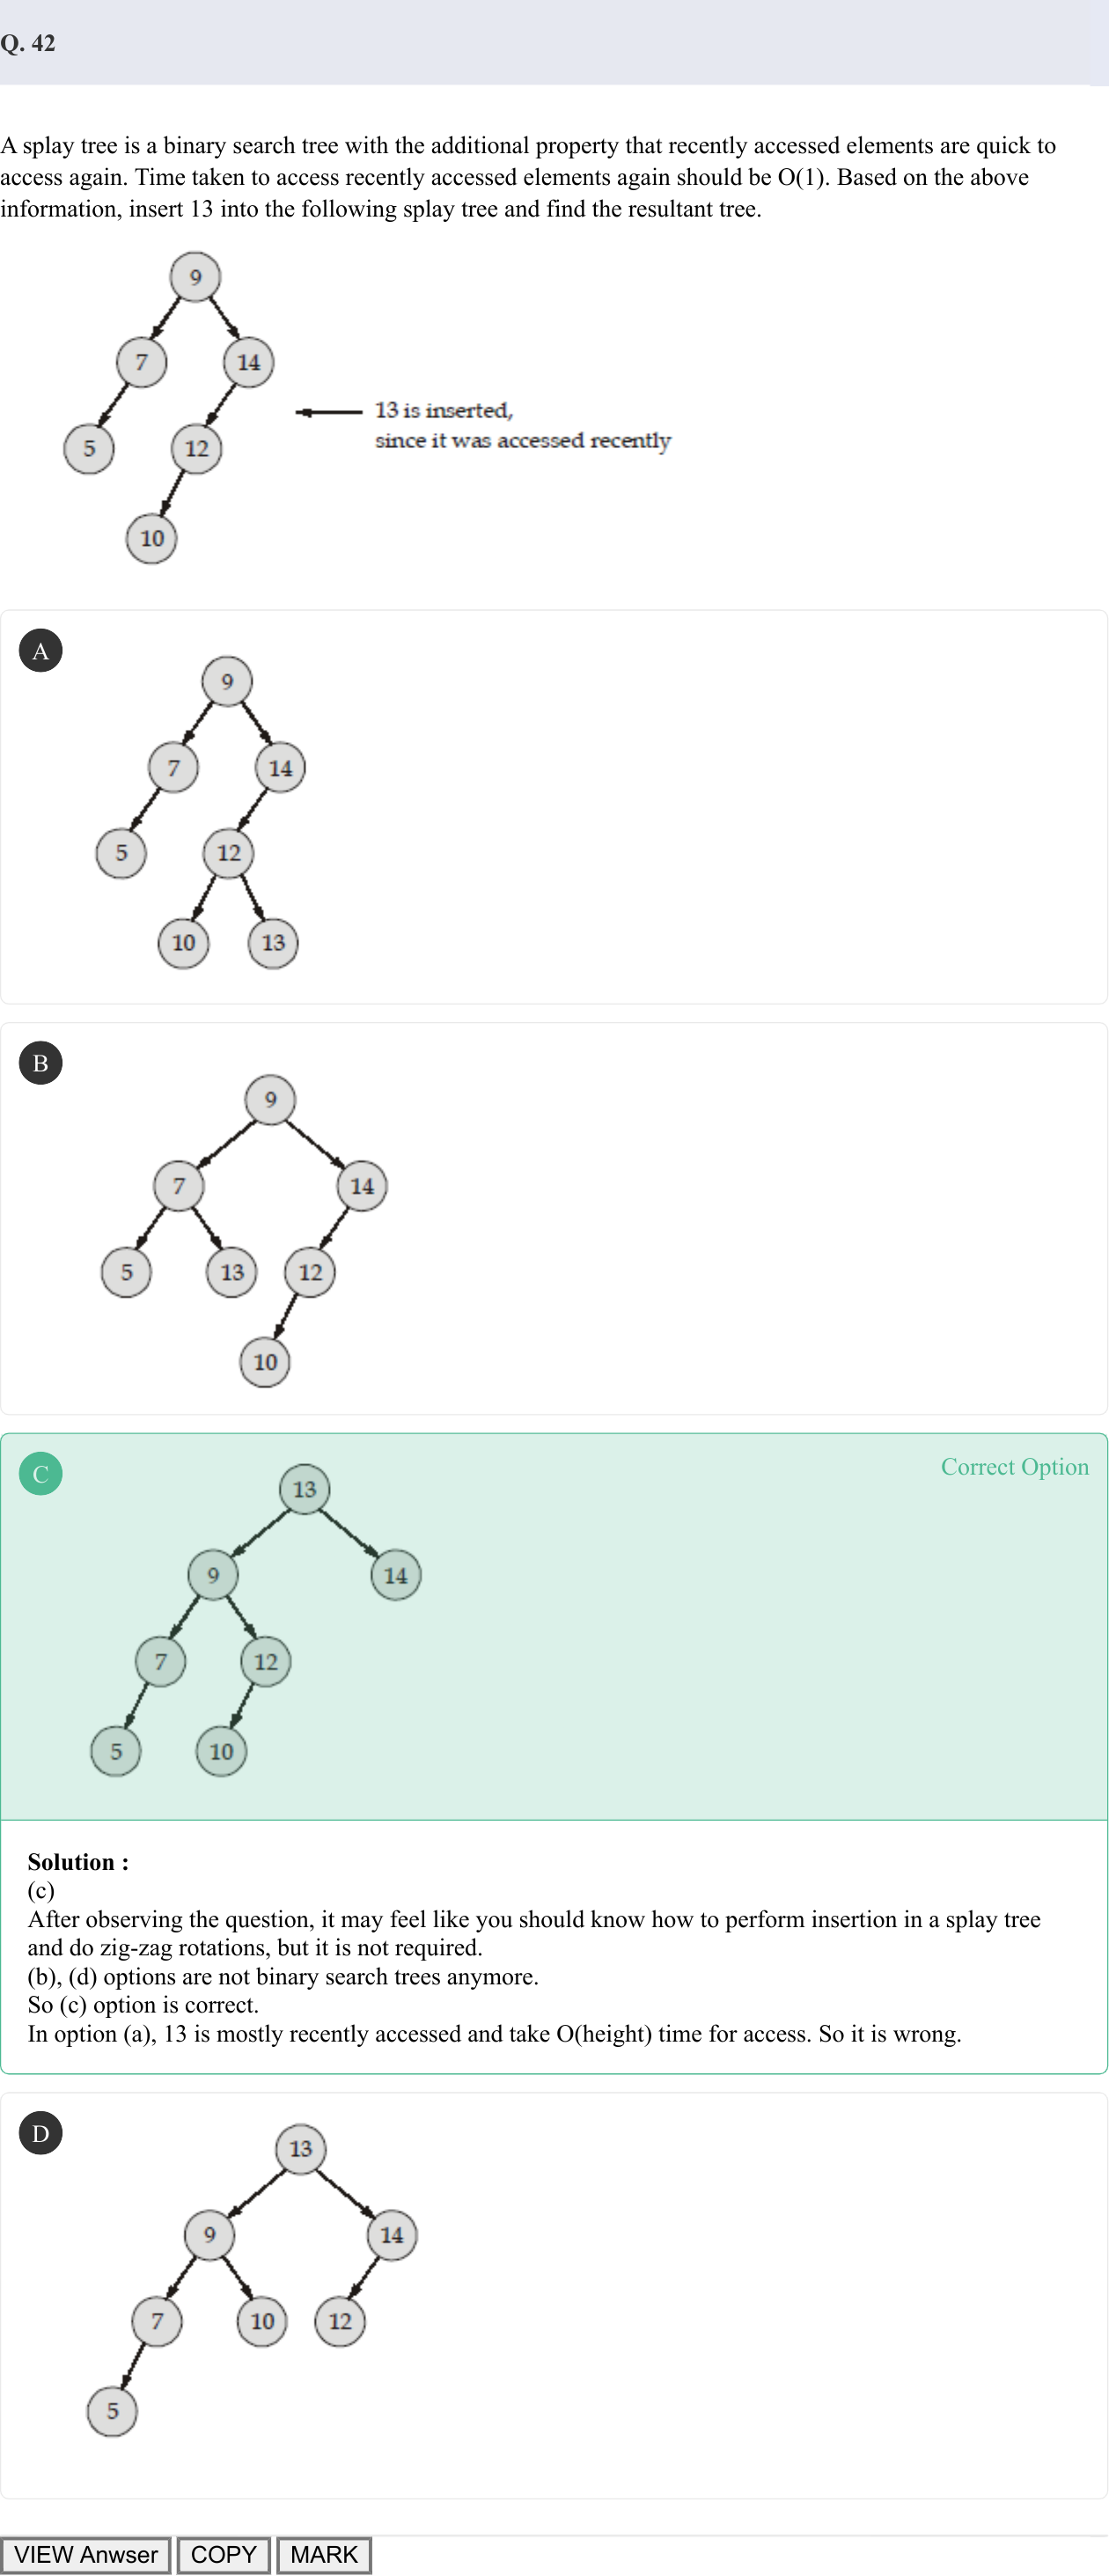 Q. 42
A splay tree is a binary search tree with the additional property that recently accessed elements are quick to
access again. Time taken to access recently accessed elements again should be O(1). Based on the above
information, insert 13 into the following splay tree and find the resultant tree.
9
7 14
13 is inserted,
since it was accessed recently
5 12
10
A
9
7 14
5 12
10 13
B
9
7 14
5 13 12
10
C
Correct Option
13
9 14
7 12
5 10
Solution :
(c)
After observing the question, it may feel like you should know how to perform insertion in a splay tree
and do zig-zag rotations, but it is not required.
(b), (d) options are not binary search trees anymore.
So (c) option is correct.
In option (a), 13 is mostly recently accessed and take O(height) time for access. So it is wrong.
D
13
9 14
7 10 12
5
VIEW Anwser COPY MARK